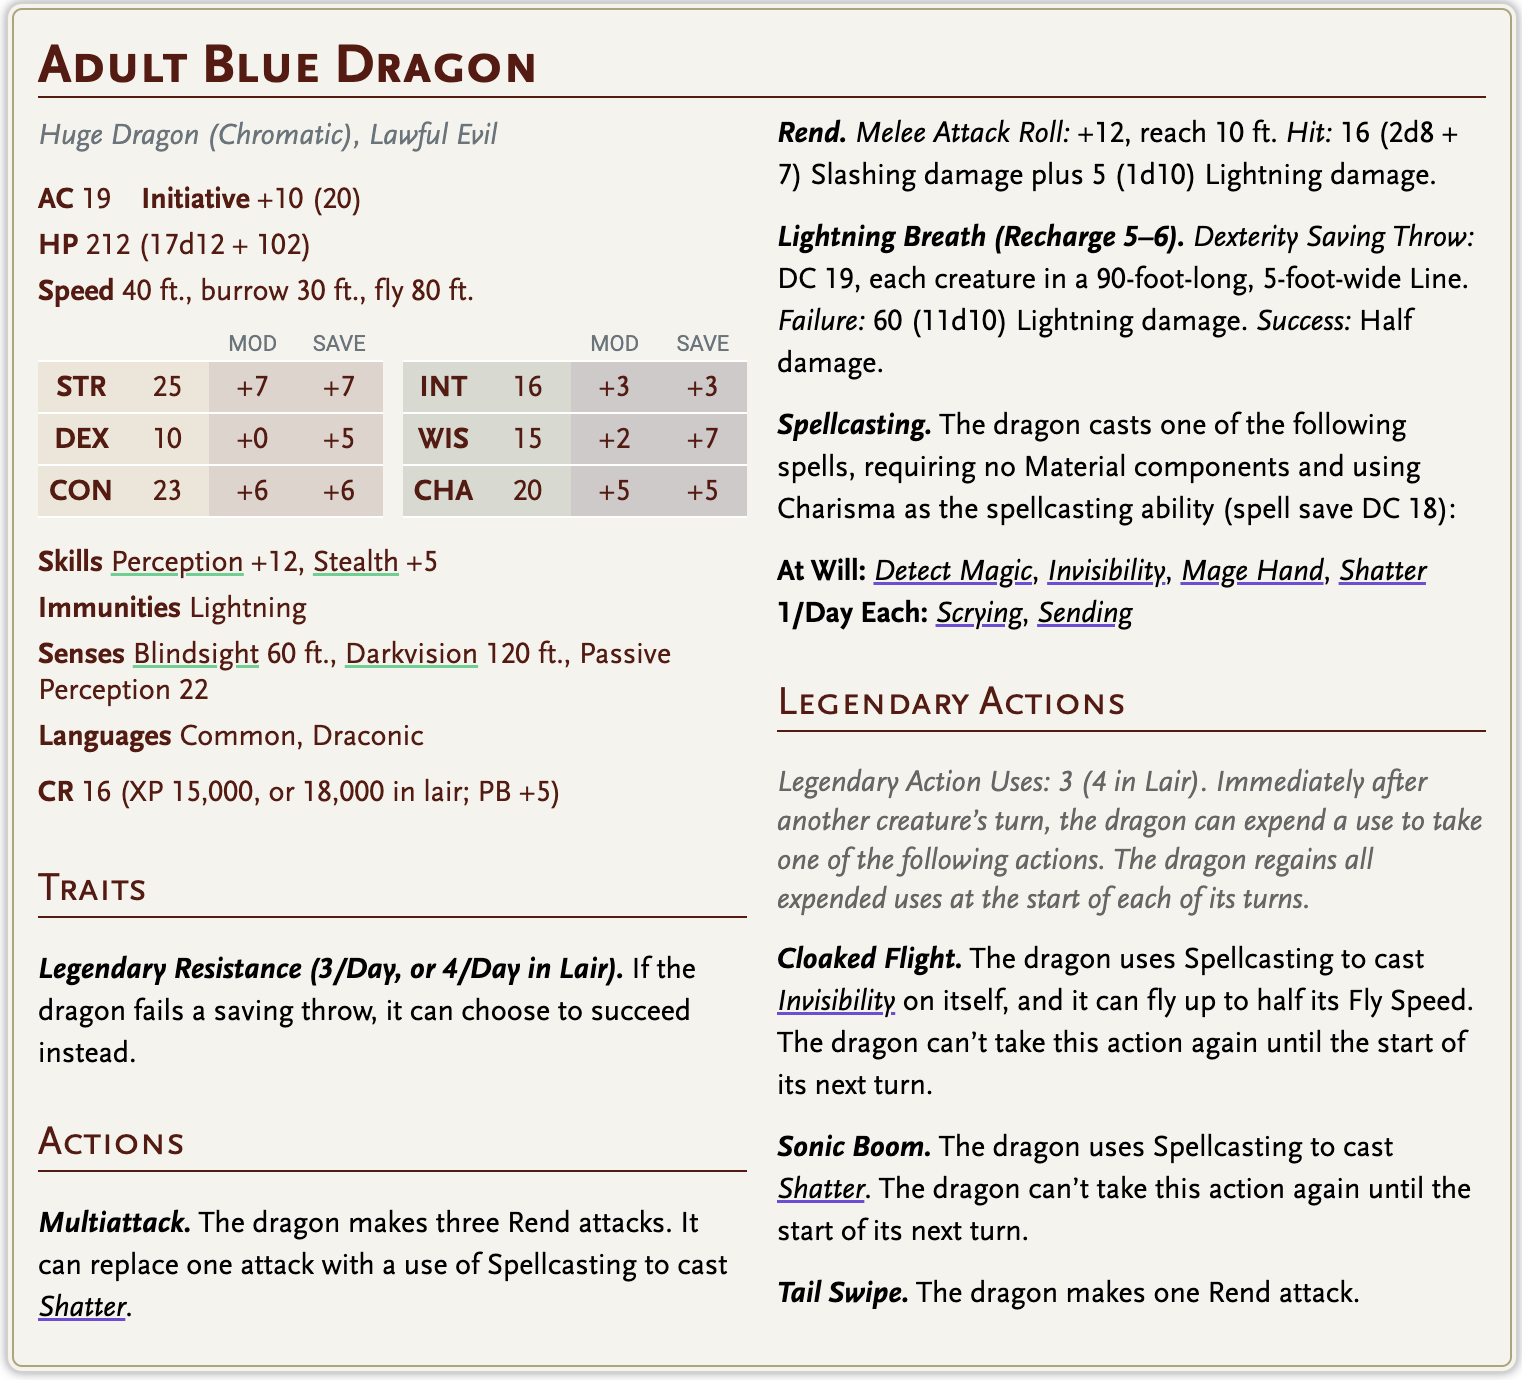 Adult Blue Dragon
Huge Dragon (Chromatic), Lawful Evil
AC 19 Initiative +10 (20)
HP 212 (17d12 + 102)
Speed 40 ft., burrow 30 ft., fly 80 ft.
MOD SAVE MOD SAVE
STR 25 +7 +7 INT 16 +3 +3
DEX 10 +0 +5 WIS 15 +2 +7
CON 23 +6 +6 CHA 20 +5 +5
Skills Perception +12, Stealth +5
Immunities Lightning
Senses Blindsight 60 ft., Darkvision 120 ft., Passive
Perception 22
Languages Common, Draconic
CR 16 (XP 15,000, or 18,000 in lair; PB +5)
Traits
Legendary Resistance (3/Day, or 4/Day in Lair). If the
dragon fails a saving throw, it can choose to succeed
instead.
Actions
Multiattack. The dragon makes three Rend attacks. It
can replace one attack with a use of Spellcasting to cast
Shatter.
Rend. Melee Attack Roll: +12, reach 10 ft. Hit: 16 (2d8 +
7) Slashing damage plus 5 (1d10) Lightning damage.
Lightning Breath (Recharge 5–6). Dexterity Saving Throw:
DC 19, each creature in a 90-foot-long, 5-foot-wide Line.
Failure: 60 (11d10) Lightning damage. Success: Half
damage.
Spellcasting. The dragon casts one of the following
spells, requiring no Material components and using
Charisma as the spellcasting ability (spell save DC 18):
At Will: Detect Magic, Invisibility, Mage Hand, Shatter
1/Day Each: Scrying, Sending
Legendary Actions
Legendary Action Uses: 3 (4 in Lair). Immediately after
another creature’s turn, the dragon can expend a use to take
one of the following actions. The dragon regains all
expended uses at the start of each of its turns.
Cloaked Flight. The dragon uses Spellcasting to cast
Invisibility on itself, and it can fly up to half its Fly Speed.
The dragon can’t take this action again until the start of
its next turn.
Sonic Boom. The dragon uses Spellcasting to cast
Shatter. The dragon can’t take this action again until the
start of its next turn.
Tail Swipe. The dragon makes one Rend attack.